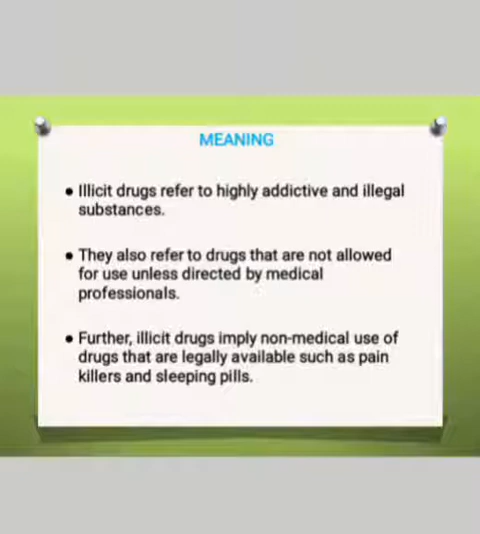 MEANING
• Illicit drugs refer to highly addictive and illegal
substances.
• They also refer to drugs that are not allowed
for use unless directed by medical
professionals.
• Further, illicit drugs imply non-medical use of
drugs that are legally available such as pain
killers and sleeping pills.